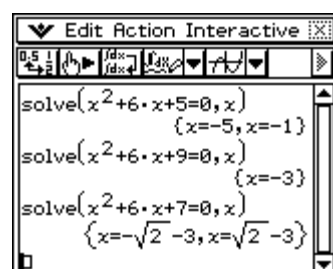 Edit Action Interactive
solve(x²+6·x+5=0,x)
{x=-5,x=-1}
solve(x²+6·x+9=0,x)
{x=-3}
solve(x²+6·x+7=0,x)
{x=-√2-3,x=√2-3}